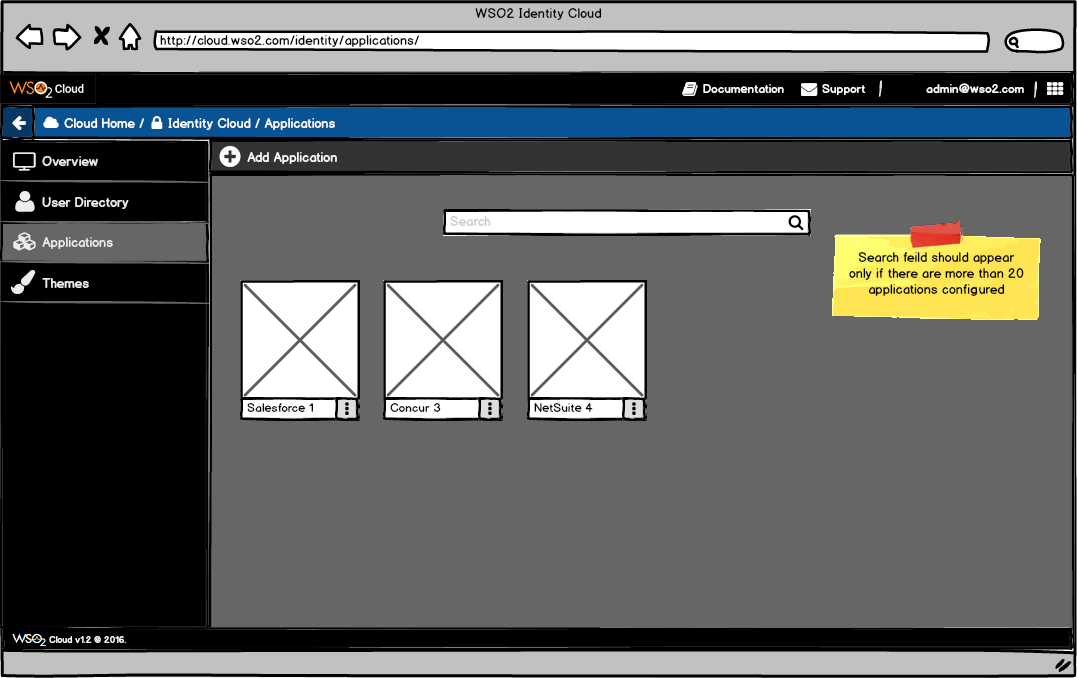 WSO2 Identity Cloud
http://cloud.wso2.com/identity/applications/
WSO2 Cloud
Documentation
Support
admin@wso2.com
Cloud Home / Identity Cloud / Applications
Overview
Add Application
User Directory
Search
Applications
Search feild should appear
only if there are more than 20
applications configured
Themes
Salesforce 1
Concur 3
NetSuite 4
WSO2 Cloud v1.2 © 2016.